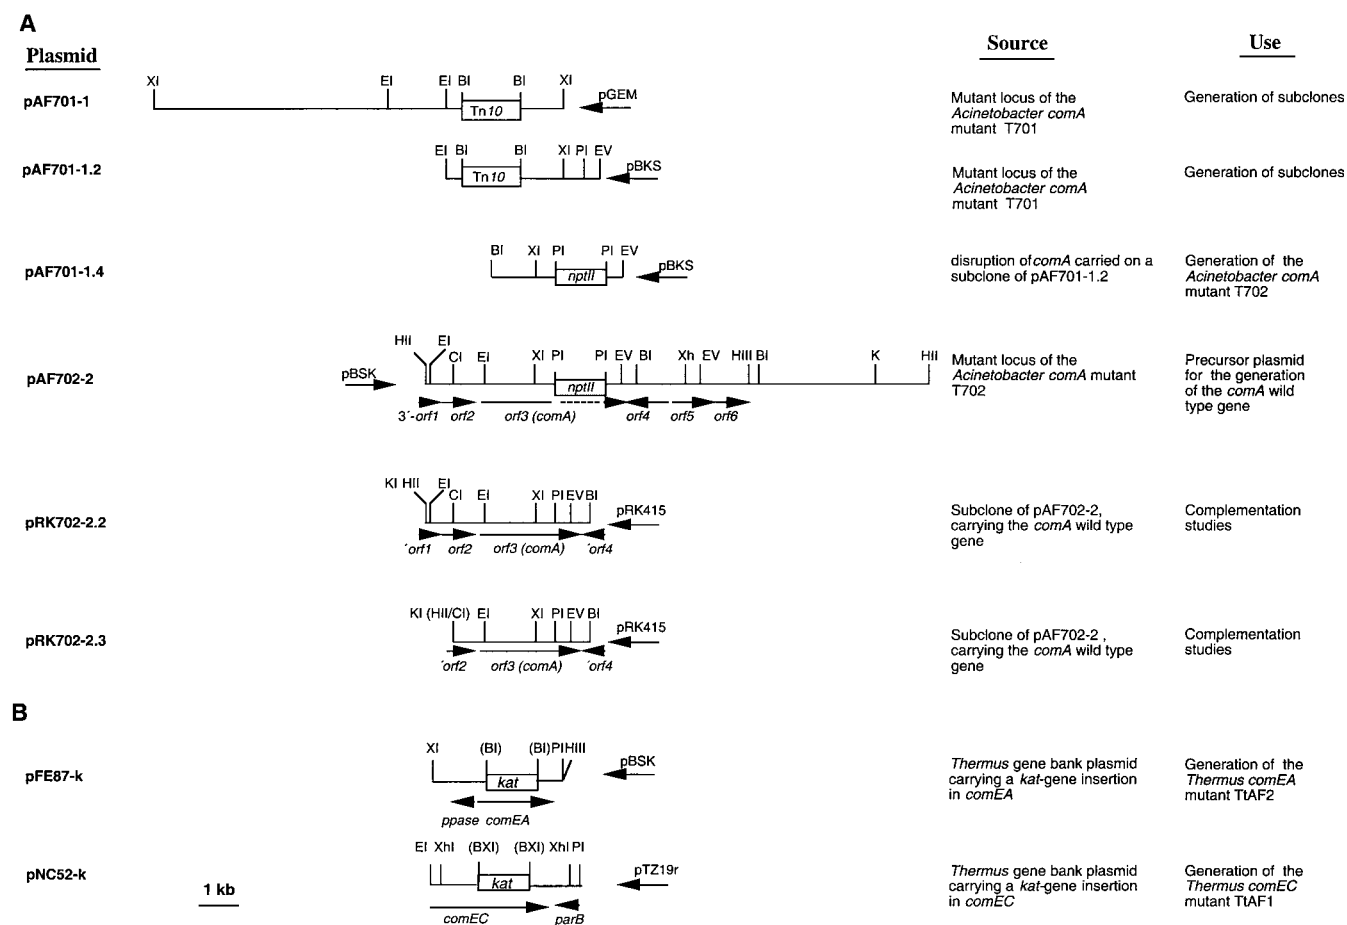 A
Plasmid
Source
Use
XI EI EI BI BI XI
pAF701-1
Tn10
pGEM
Mutant locus of the
Acinetobacter comA
mutant T701
Generation of subclones
EI BI BI XI PI EV
pAF701-1.2
Tn10
pBKS
Mutant locus of the
Acinetobacter comA
mutant T701
Generation of subclones
BI XI PI PI EV
pAF701-1.4
nptII
pBKS
disruption of comA carried on a
subclone of pAF701-1.2
Generation of the
Acinetobacter comA
mutant T702
HII EI
CI EI XI PI PI EV BI Xh EV HIII BI K HII
pAF702-2
pBSK
nptII
3´-orf1 orf2 orf3 (comA) orf4 orf5 orf6
Mutant locus of the
Acinetobacter comA mutant
T702
Precursor plasmid
for the generation
of the comA wild
type gene
KI HII EI
CI EI XI PI EV BI
pRK702-2.2
pRK415
´orf1 orf2 orf3 (comA) ´orf4
Subclone of pAF702-2,
carrying the comA wild type
gene
Complementation
studies
KI (HII/CI) EI XI PI EV BI
pRK702-2.3
pRK415
´orf2 orf3 (comA) ´orf4
Subclone of pAF702-2 ,
carrying the comA wild type
gene
Complementation
studies
B
XI (BI) (BI) PI HIII
pFE87-k
kat
pBSK
ppase comEA
Thermus gene bank plasmid
carrying a kat-gene insertion
in comEA
Generation of the
Thermus comEA
mutant TtAF2
EI XhI (BXI) (BXI) XhI PI
pNC52-k
kat
pTZ19r
comEC parB
Thermus gene bank plasmid
carrying a kat-gene insertion
in comEC
Generation of the
Thermus comEC
mutant TtAF1
1 kb